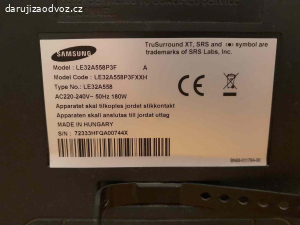 darujizaodvoz.cz
SAMSUNG
TruSurround XT, SRS and symbol are
trademarks of SRS Labs, Inc.
Model : LE32A558P3F A
Model Code : LE32A558P3FXXH
Type No.: LE32A558
AC220-240V~ 50Hz 180W
Apparatet skal tilkoples jordet stikkontakt
Apparaten skall anslutas till jordat uttag
MADE IN HUNGARY
S/N : 72333HFQA00744X